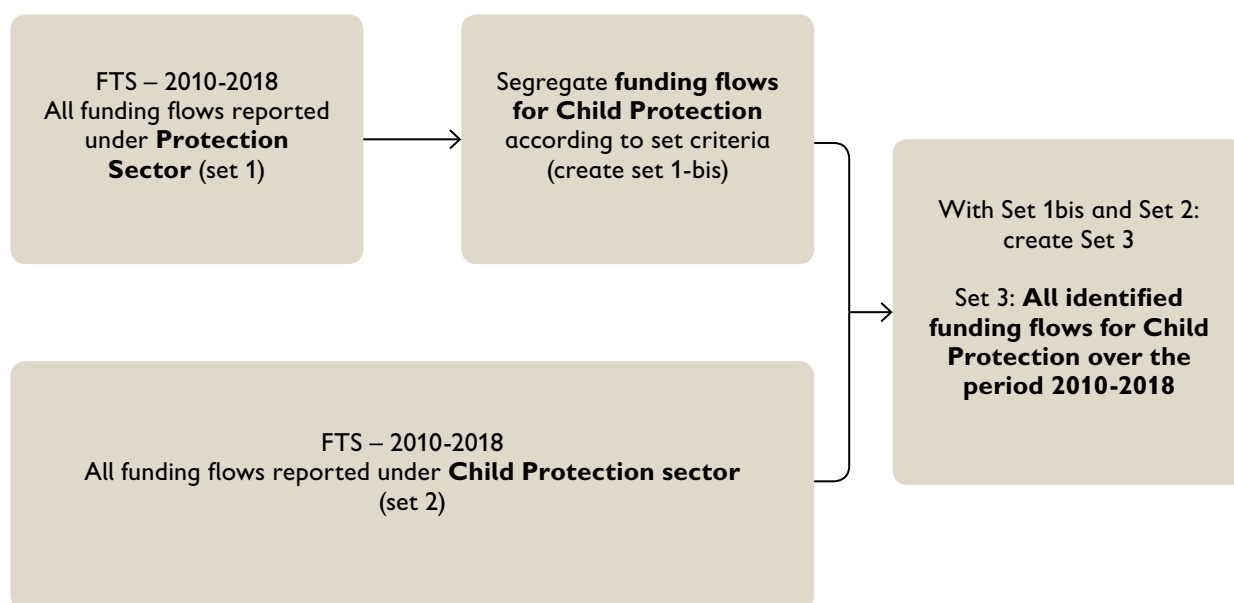 FTS – 2010-2018
All funding flows reported
under Protection
Sector (set 1)
Segregate funding flows
for Child Protection
according to set criteria
(create set 1-bis)
FTS – 2010-2018
All funding flows reported under Child Protection sector
(set 2)
With Set 1bis and Set 2:
create Set 3
Set 3: All identified
funding flows for Child
Protection over the
period 2010-2018